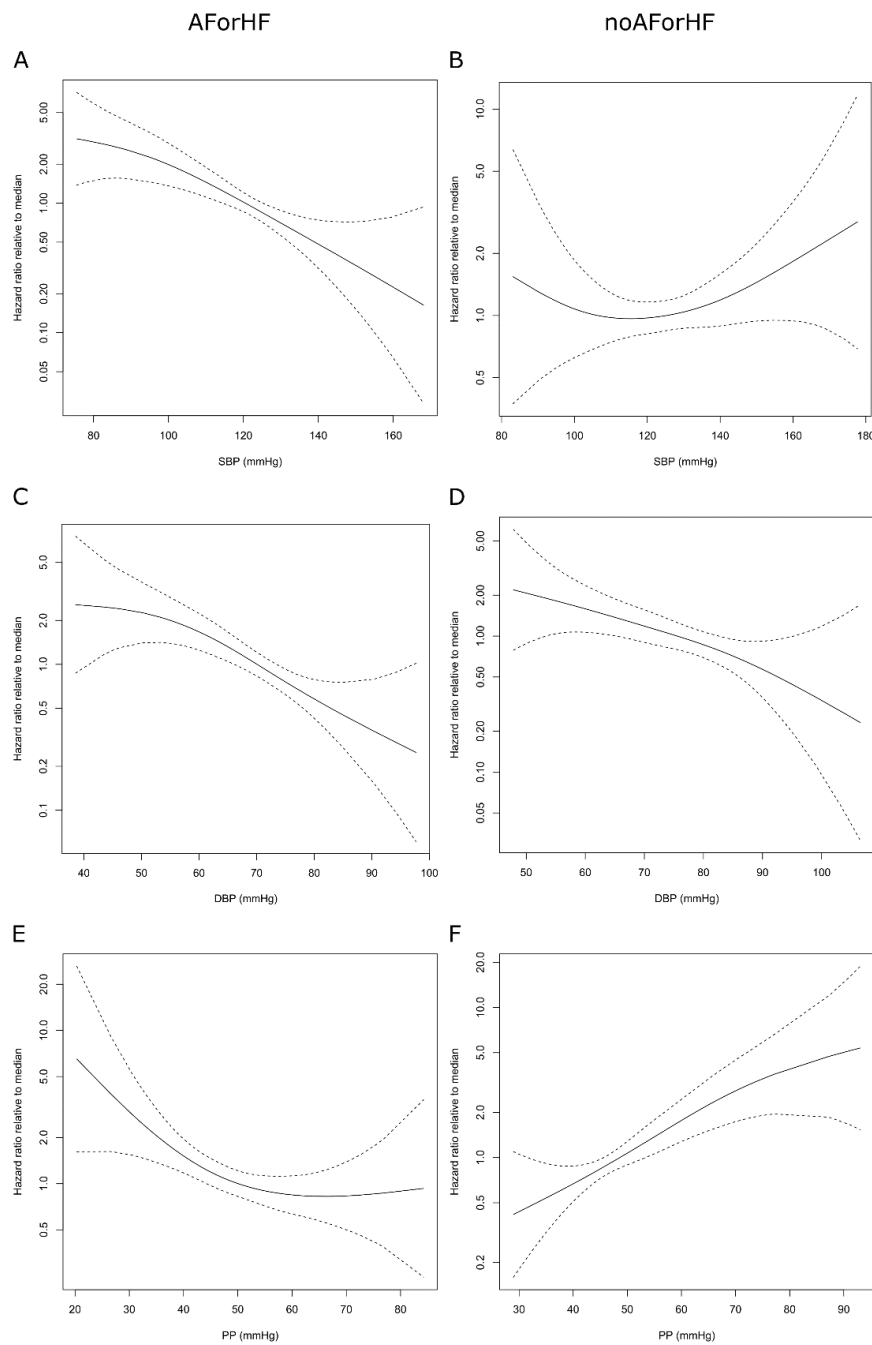 AForHF
noAForHF
A
Hazard ratio relative to median
5.00
2.00
1.00
0.50
0.20
0.10
0.05
80 100 120 140 160
SBP (mmHg)
B
Hazard ratio relative to median
10.0
5.0
2.0
1.0
0.5
80 100 120 140 160 180
SBP (mmHg)
C
Hazard ratio relative to median
5.0
2.0
1.0
0.5
0.2
0.1
40 50 60 70 80 90 100
DBP (mmHg)
D
Hazard ratio relative to median
5.00
2.00
1.00
0.50
0.20
0.10
0.05
50 60 70 80 90 100
DBP (mmHg)
E
Hazard ratio relative to median
20.0
10.0
5.0
2.0
1.0
0.5
20 30 40 50 60 70 80
PP (mmHg)
F
Hazard ratio relative to median
20.0
10.0
5.0
2.0
1.0
0.5
0.2
30 40 50 60 70 80 90
PP (mmHg)